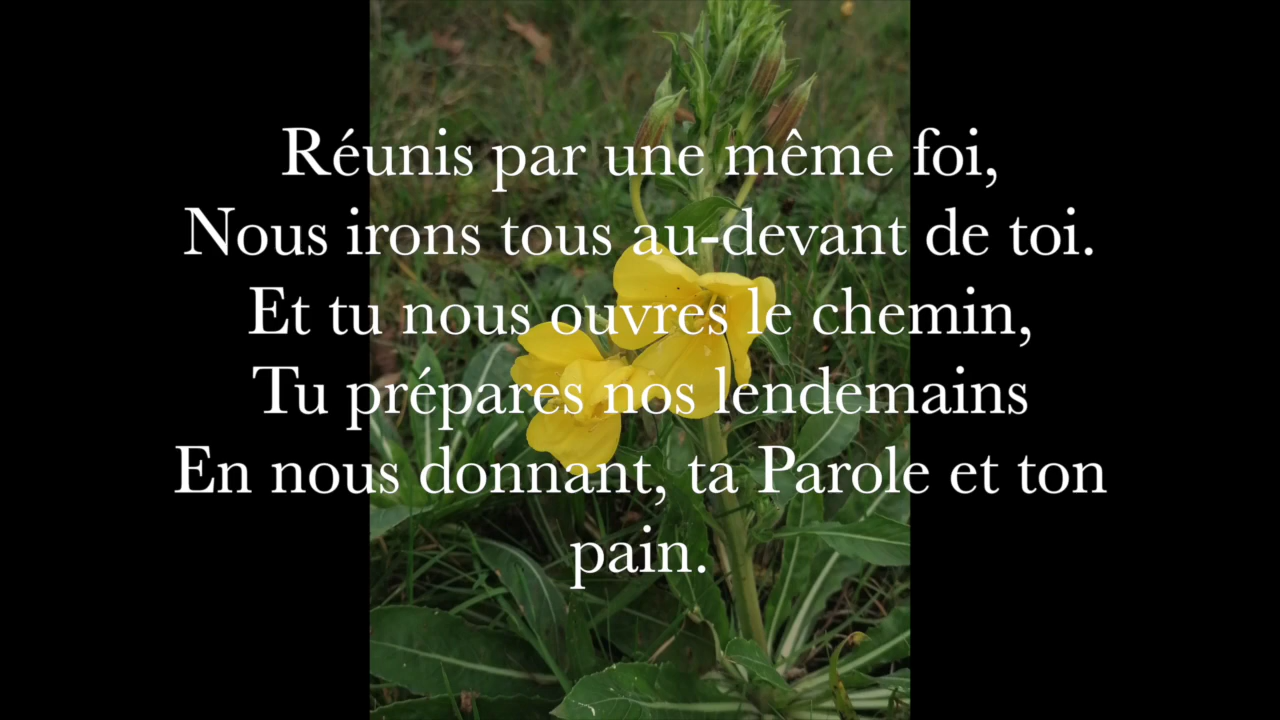 Réunis par une même foi,
Nous irons tous au-devant de toi.
Et tu nous ouvres le chemin,
Tu prépares nos lendemains
En nous donnant, ta Parole et ton
pain.